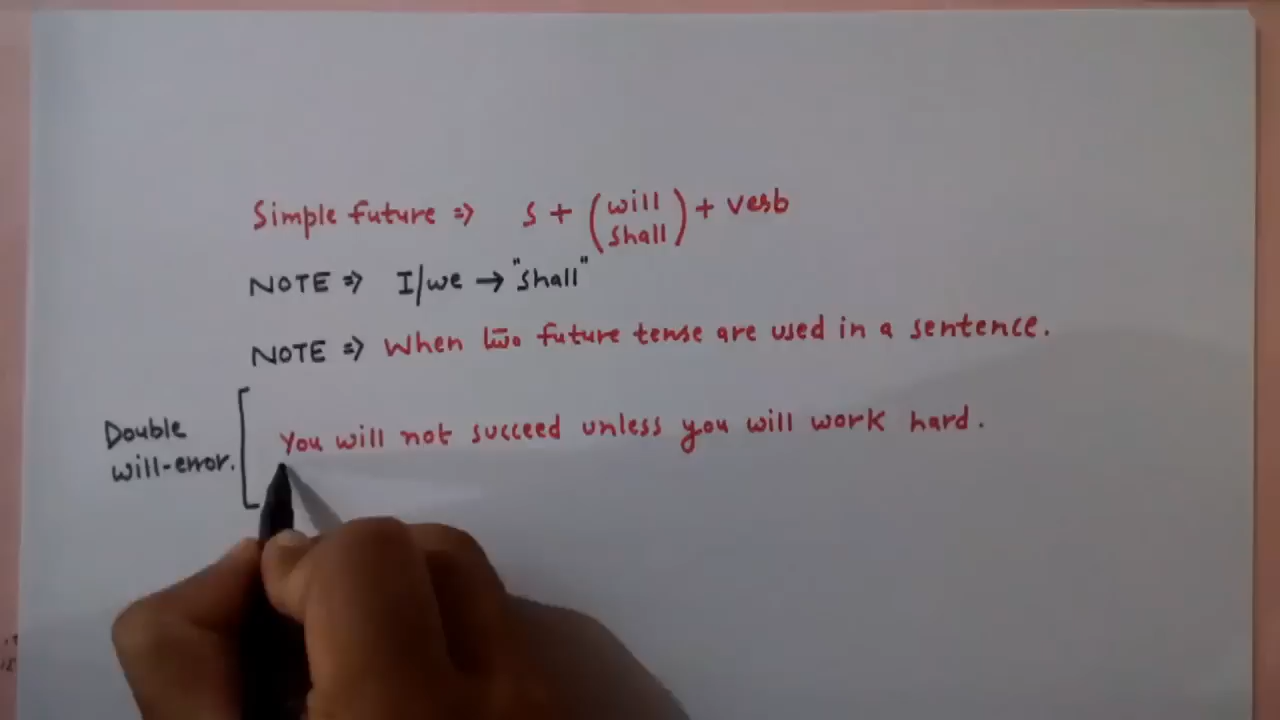 Simple future => S + (will shall) + verb
NOTE => I/we → "shall"
NOTE => When two future tense are used in a sentence.
Double will-error.
You will not succeed unless you will work hard.